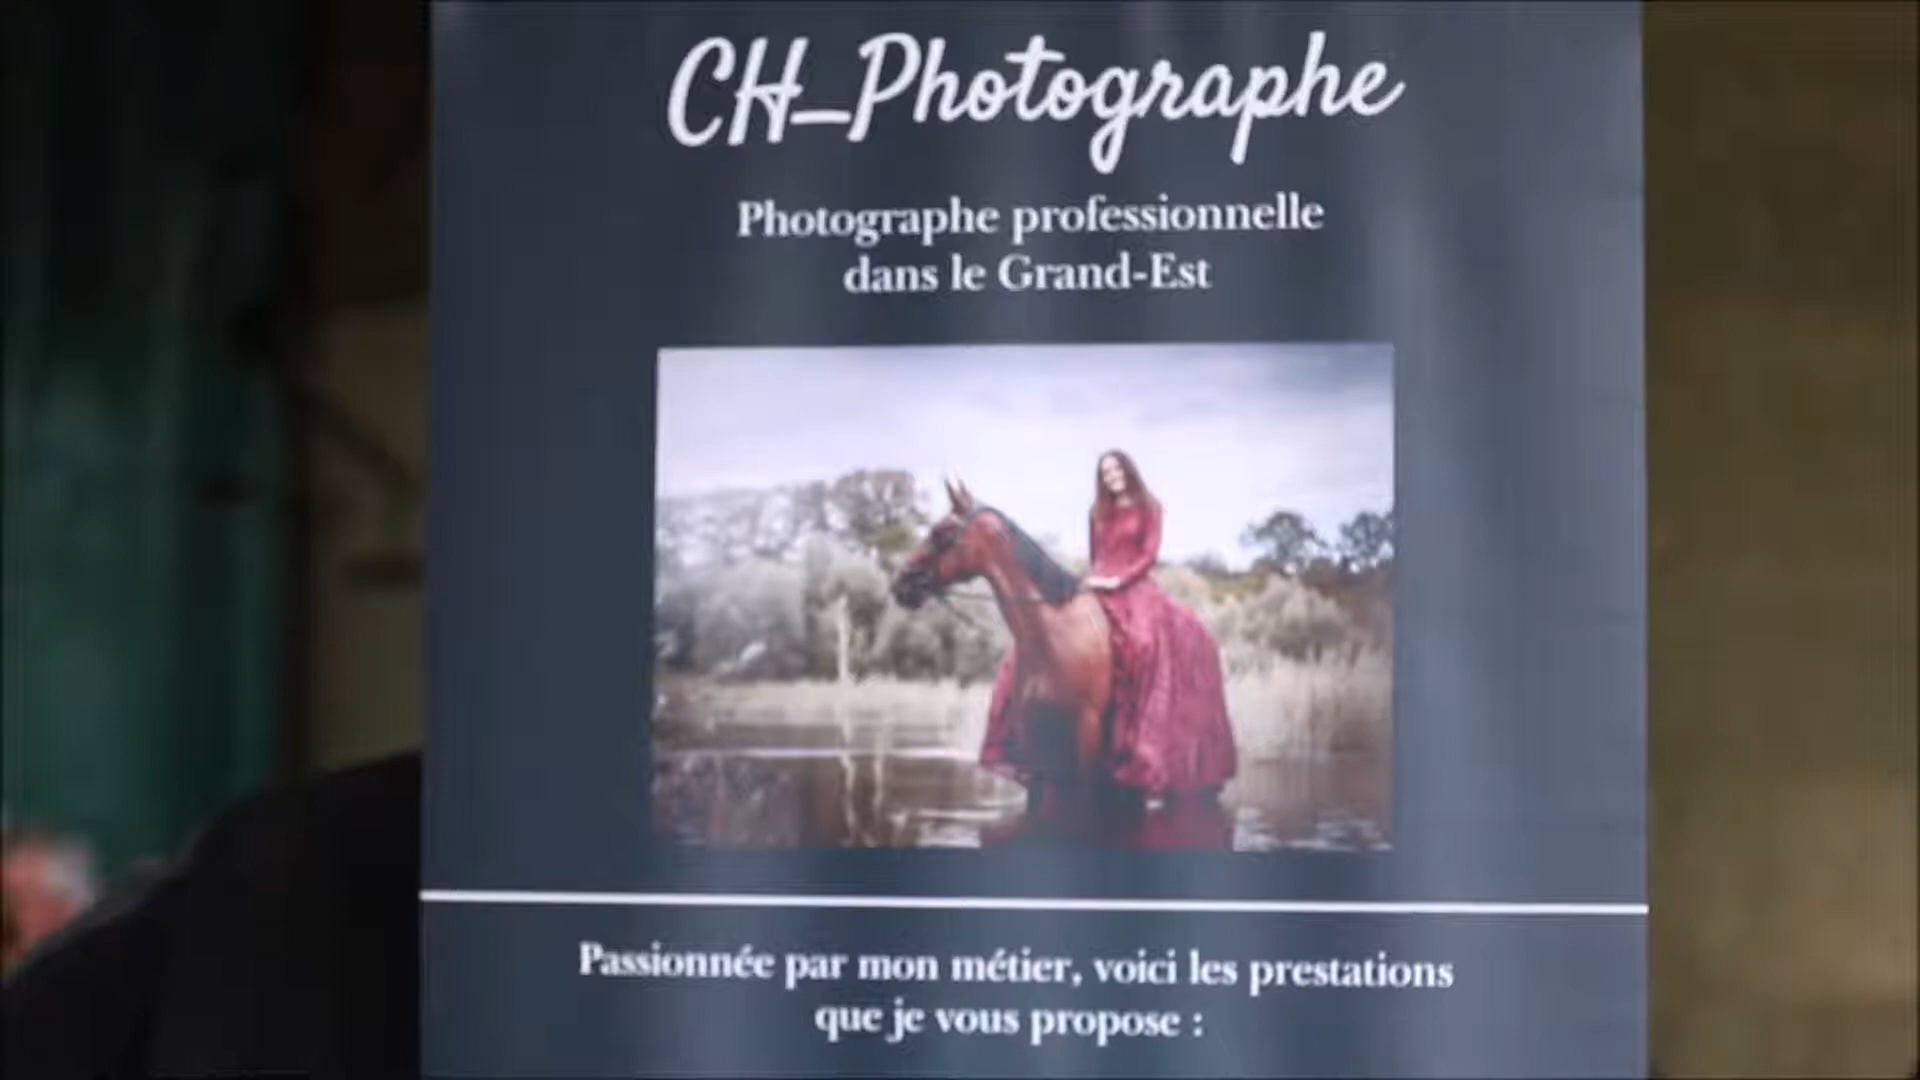 CH_Photographe
Photographe professionnelle
dans le Grand-Est
Passionnée par mon métier, voici les prestations
que je vous propose :